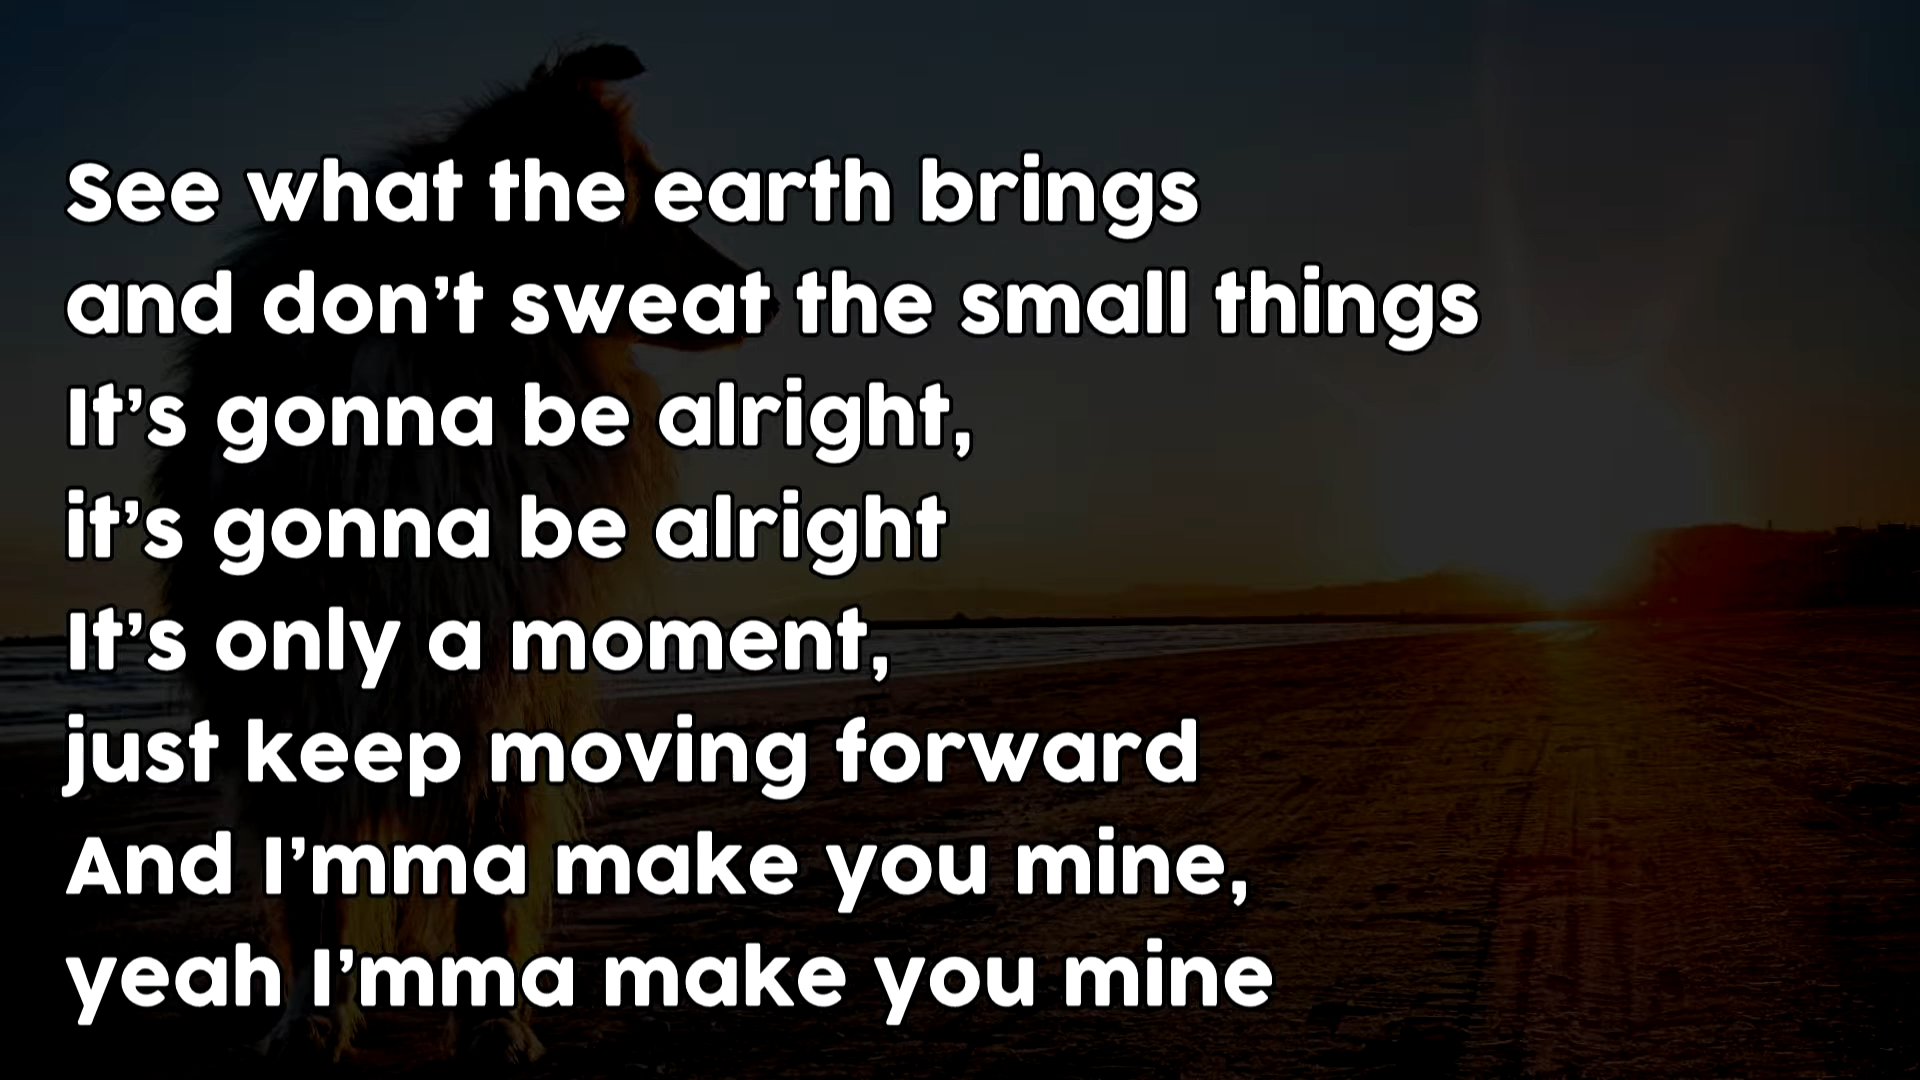 See what the earth brings
and don't sweat the small things
It's gonna be alright,
it's gonna be alright
It's only a moment,
just keep moving forward
And I'mma make you mine,
yeah I'mma make you mine